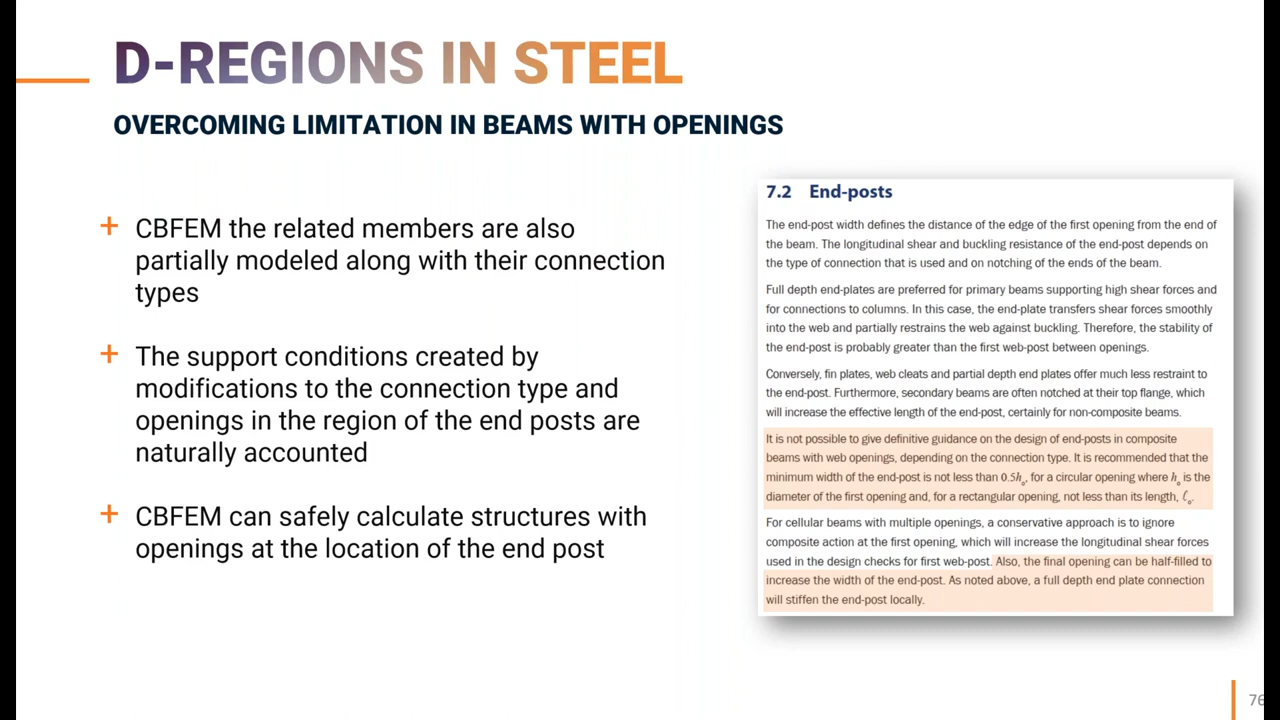 D-REGIONS IN STEEL
OVERCOMING LIMITATION IN BEAMS WITH OPENINGS
+ CBFEM the related members are also
partially modeled along with their connection
types
+ The support conditions created by
modifications to the connection type and
openings in the region of the end posts are
naturally accounted
+ CBFEM can safely calculate structures with
openings at the location of the end post
7.2 End-posts
The end-post width defines the distance of the edge of the first opening from the end of
the beam. The longitudinal shear and buckling resistance of the end-post depends on
the type of connection that is used and on notching of the ends of the beam.
Full depth end-plates are preferred for primary beams supporting high shear forces and
for connections to columns. In this case, the end-plate transfers shear forces smoothly
into the web and partially restrains the web against buckling. Therefore, the stability of
the end-post is probably greater than the first web-post between openings.
Conversely, fin plates, web cleats and partial depth end plates offer much less restraint to
the end-post. Furthermore, secondary beams are often notched at their top flange, which
will increase the effective length of the end-post, certainly for non-composite beams.
It is not possible to give definitive guidance on the design of end-posts in composite
beams with web openings, depending on the connection type. It is recommended that the
minimum width of the end-post is not less than 0.5hₒ, for a circular opening where hₒ is the
diameter of the first opening and, for a rectangular opening, not less than its length, ℓₒ.
For cellular beams with multiple openings, a conservative approach is to ignore
composite action at the first opening, which will increase the longitudinal shear forces
used in the design checks for first web-post. Also, the final opening can be half-filled to
increase the width of the end-post. As noted above, a full depth end plate connection
will stiffen the end-post locally.
76